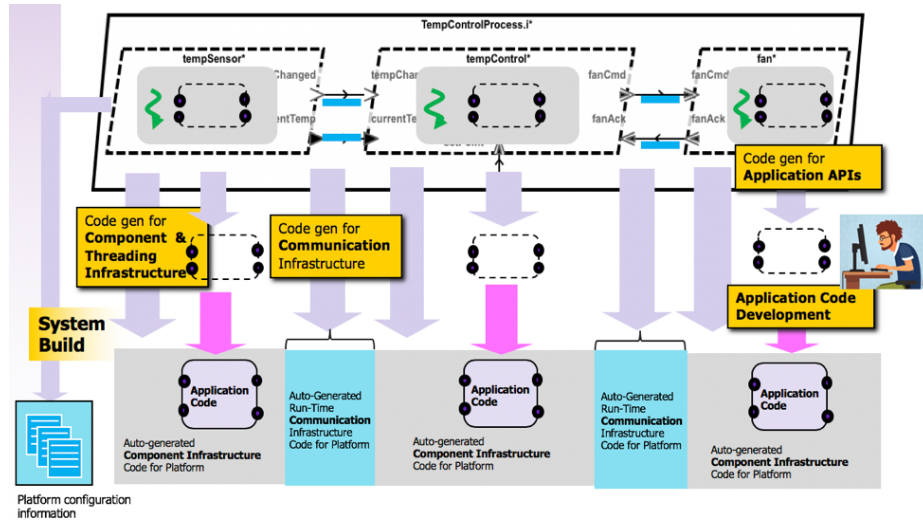 TempControlProcess.i*
tempSensor*
tempControl*
fan*
Changed
tempChan
fanCmd
fanCmd
entTemp
currentTe
fanAck
fanAck
Code gen for
Application APIs
Code gen for
Component &
Threading
Infrastructure
Code gen for
Communication
Infrastructure
Application Code
Development
System
Build
Application
Code
Application
Code
Application
Code
Auto-Generated
Run-Time
Communication
Infrastructure
Code for Platform
Auto-Generated
Run-Time
Communication
Infrastructure
Code for Platform
Auto-generated
Component Infrastructure
Code for Platform
Auto-generated
Component Infrastructure
Code for Platform
Auto-generated
Component Infrastructure
Code for Platform
Platform configuration
information